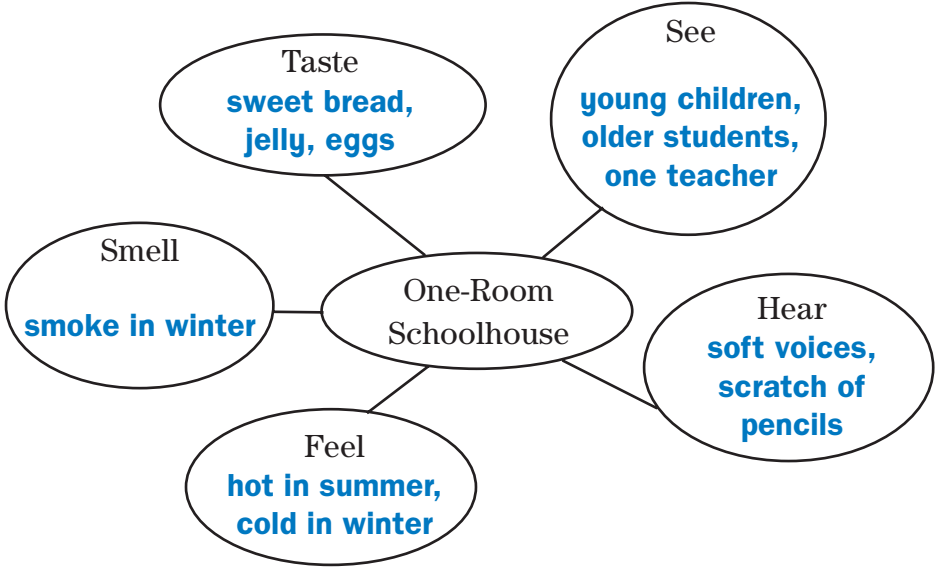 Taste
sweet bread,
jelly, eggs
See
young children,
older students,
one teacher
Smell
smoke in winter
One-Room
Schoolhouse
Hear
soft voices,
scratch of
pencils
Feel
hot in summer,
cold in winter